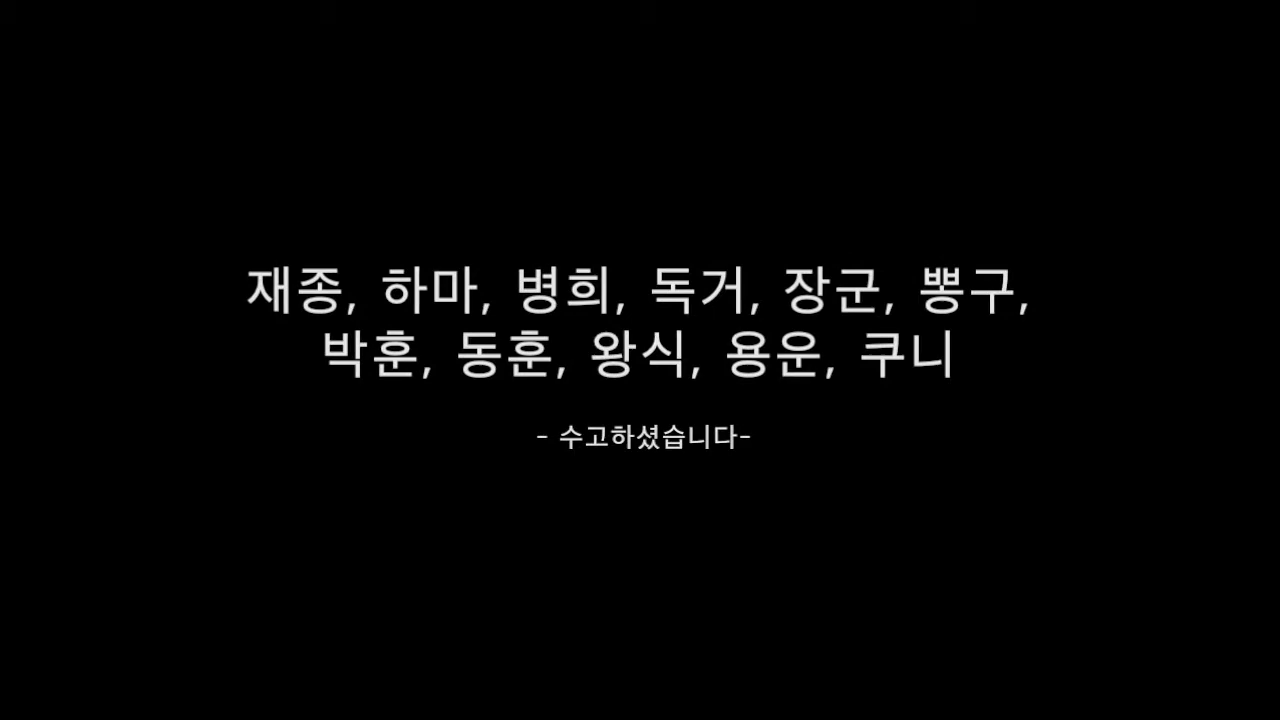 재종, 하마, 병희, 독거, 장군, 뽕구,
박훈, 동훈, 왕식, 용운, 쿠니
- 수고하셨습니다-